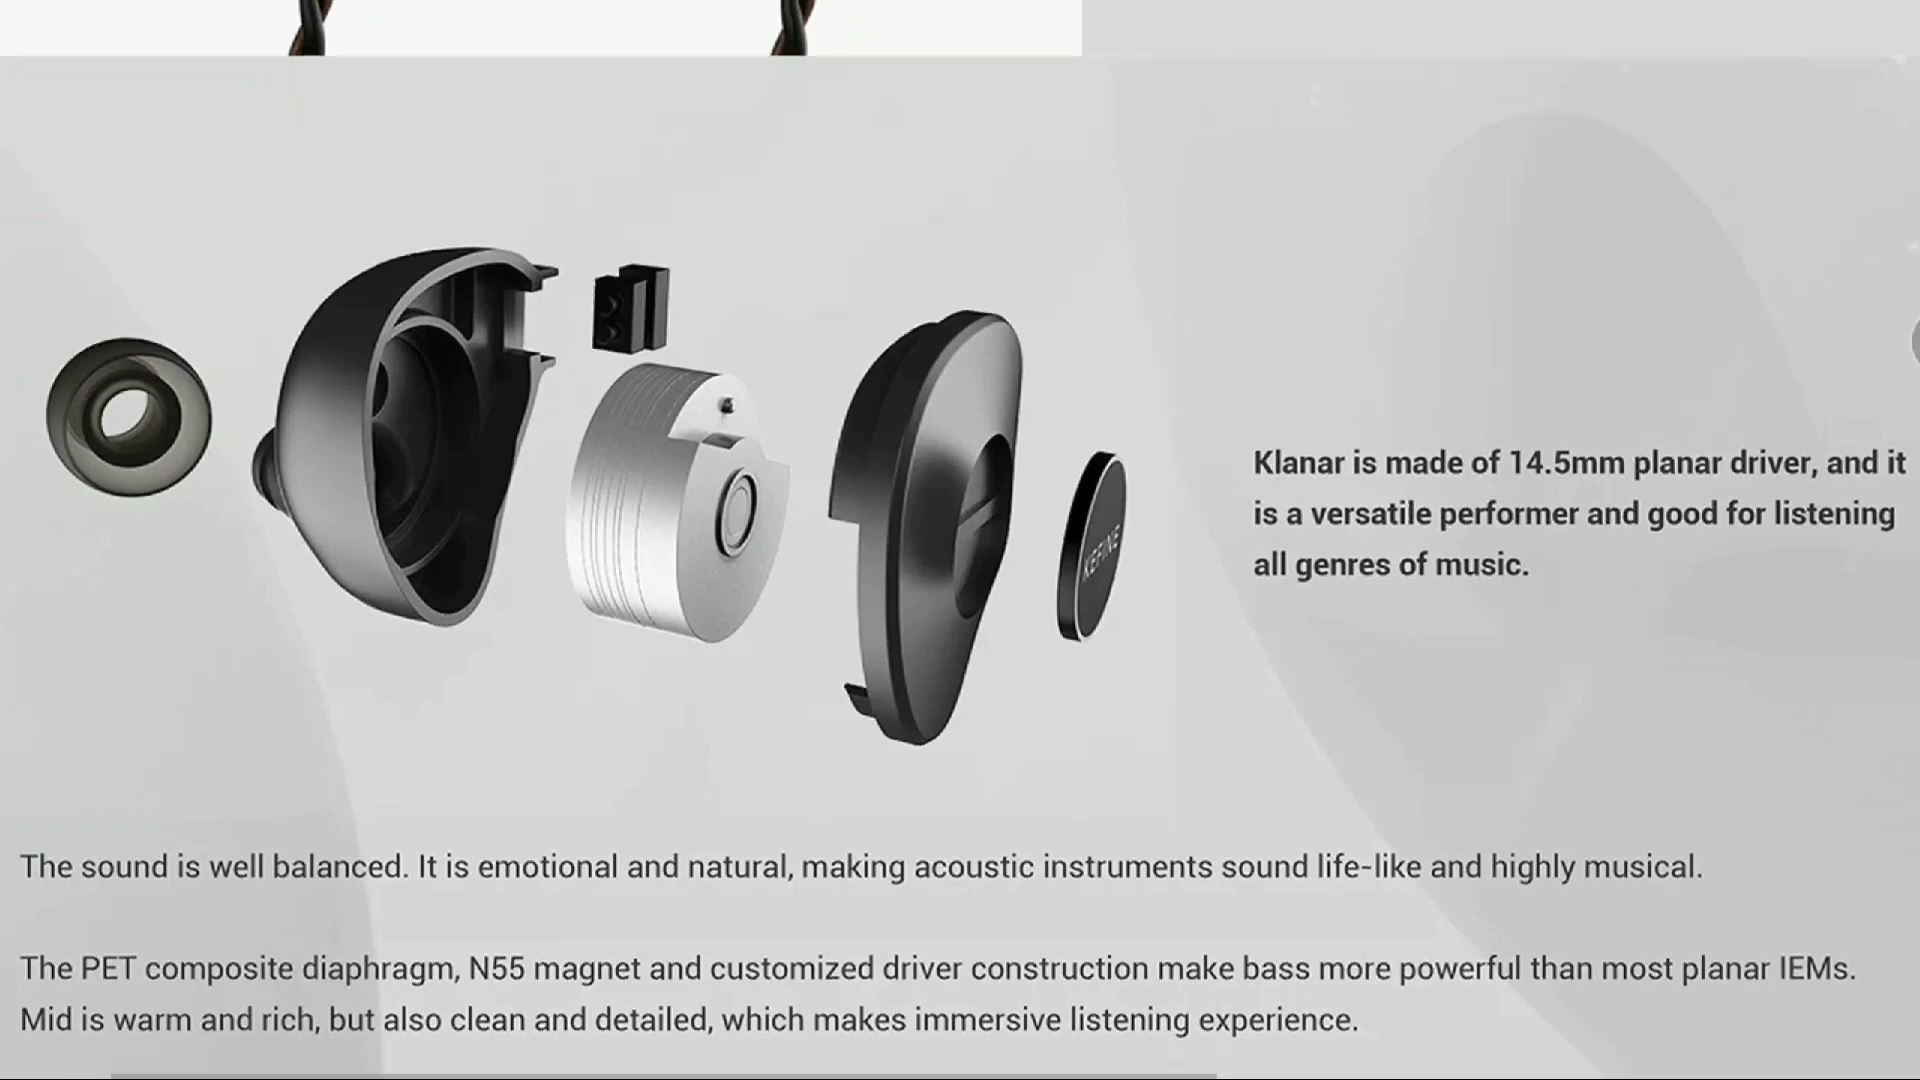 KEFINE
Klanar is made of 14.5mm planar driver, and it
is a versatile performer and good for listening
all genres of music.
The sound is well balanced. It is emotional and natural, making acoustic instruments sound life-like and highly musical.
The PET composite diaphragm, N55 magnet and customized driver construction make bass more powerful than most planar IEMs.
Mid is warm and rich, but also clean and detailed, which makes immersive listening experience.